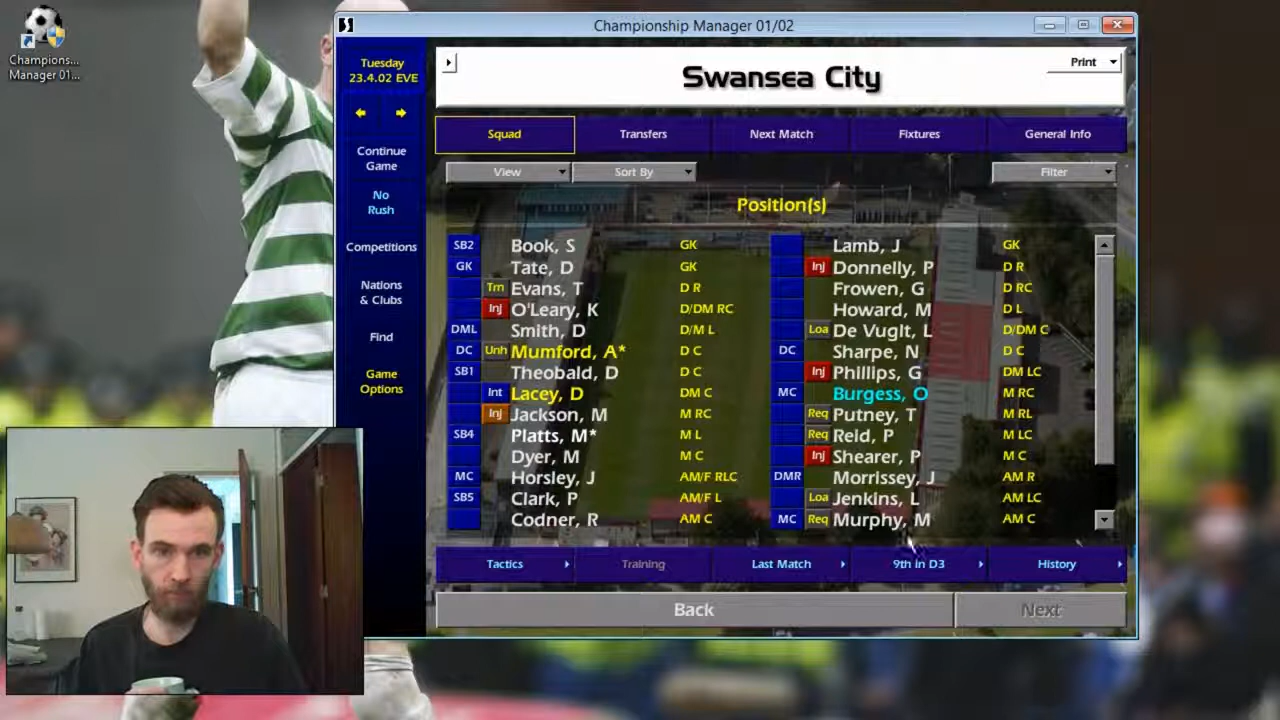 Champions...
Manager 01...
Championship Manager 01/02
Tuesday
23.4.02 EVE
Continue
Game
No
Rush
Competitions
Nations
& Clubs
Find
Game
Options
Swansea City
Print
Squad Transfers Next Match Fixtures General Info
View Sort By Filter
Position(s)
SB2 Book, S GK Lamb, J GK
GK Tate, D GK Inj Donnelly, P D R
Trn Evans, T D R Frowen, G D RC
Inj O'Leary, K D/DM RC Howard, M D L
DML Smith, D D/M L Loa De Vuglt, L D/DM C
DC Unh Mumford, A* D C DC Sharpe, N D C
SB1 Theobald, D D C Inj Phillips, G DM LC
Int Lacey, D DM C MC Burgess, O M RC
Inj Jackson, M M RC Req Putney, T M RL
SB4 Platts, M* M L Req Reid, P M LC
Dyer, M M C Inj Shearer, P M C
MC Horsley, J AM/F RLC DMR Morrissey, J AM R
SB5 Clark, P AM/F L Loa Jenkins, L AM LC
Codner, R AM C MC Req Murphy, M AM C
Tactics Training Last Match 9th in D3 History
Back Next